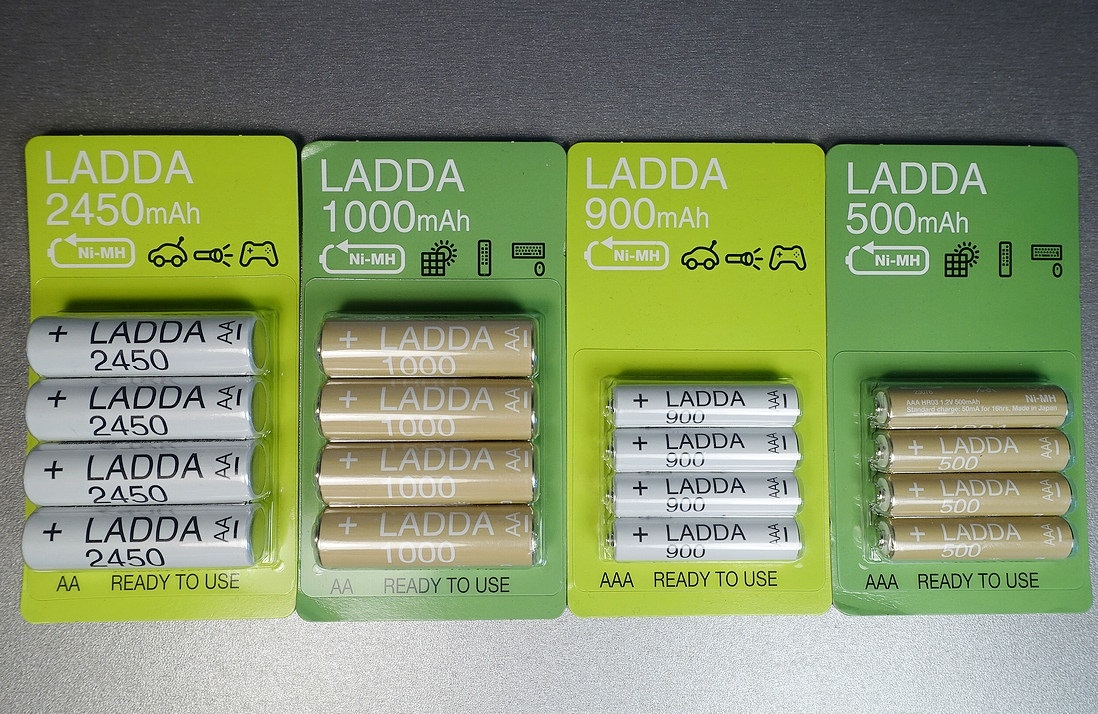 LADDA
2450mAh
Ni-MH
+ LADDA AA
2450
+ LADDA AA
2450
+ LADDA AA
2450
+ LADDA AA
2450
AA READY TO USE
LADDA
1000mAh
Ni-MH
+ LADDA AA
1000
+ LADDA AA
1000
+ LADDA AA
1000
+ LADDA AA
1000
AA READY TO USE
LADDA
900mAh
Ni-MH
+ LADDA AAA
900
+ LADDA AAA
900
+ LADDA AAA
900
+ LADDA AAA
900
AAA READY TO USE
LADDA
500mAh
Ni-MH
AAA HR03 1.2V 500mAh Ni-MH
Standard charge: 50mA for 16hrs. Made in Japan
+ LADDA AAA
500
+ LADDA AAA
500
+ LADDA AAA
500
AAA READY TO USE